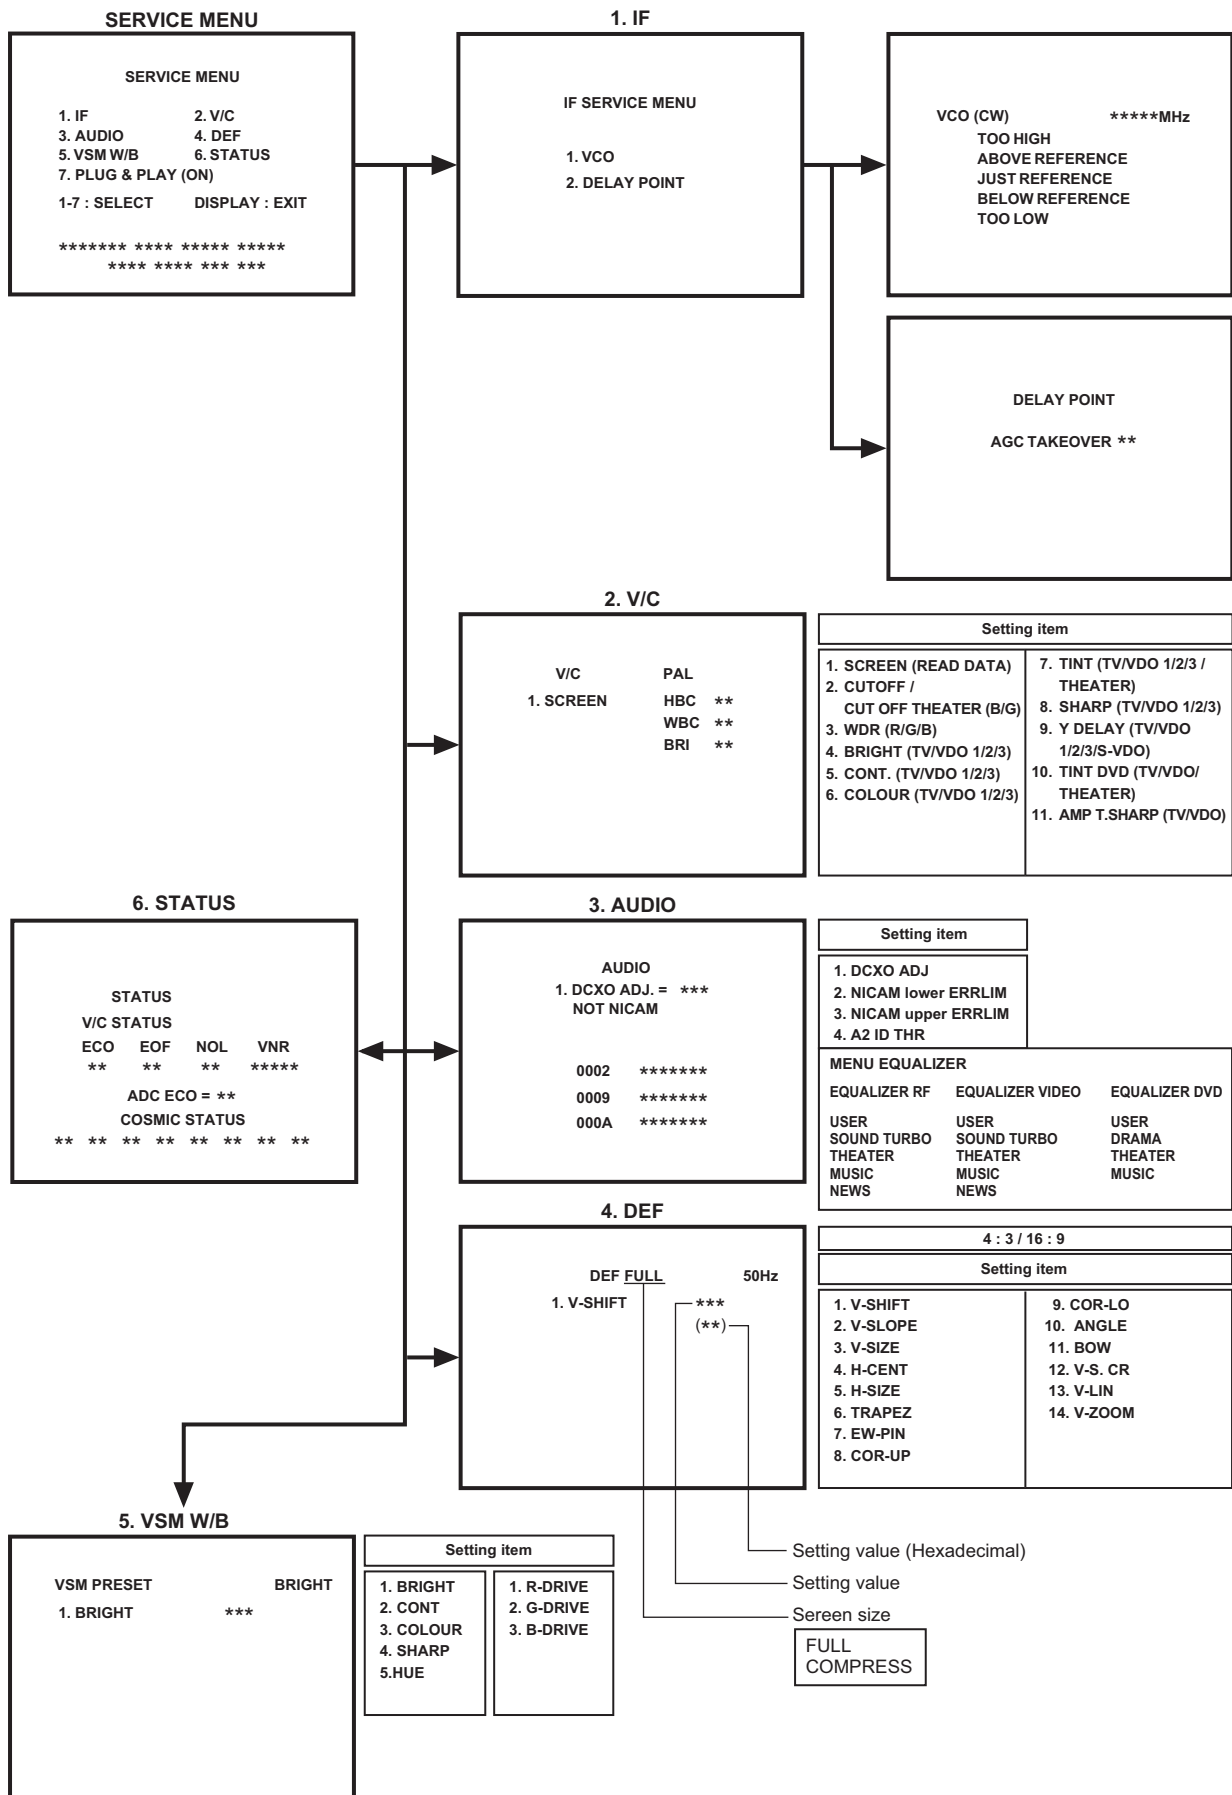 SERVICE MENU
SERVICE MENU
1. IF 2. V/C
3. AUDIO 4. DEF
5. VSM W/B 6. STATUS
7. PLUG & PLAY (ON)
1-7 : SELECT DISPLAY : EXIT
******* **** ***** *****
**** **** *** ***
1. IF
IF SERVICE MENU
1. VCO
2. DELAY POINT
VCO (CW) *****MHz
TOO HIGH
ABOVE REFERENCE
JUST REFERENCE
BELOW REFERENCE
TOO LOW
DELAY POINT
AGC TAKEOVER **
2. V/C
V/C PAL
1. SCREEN HBC **
WBC **
BRI **
Setting item
1. SCREEN (READ DATA)
2. CUTOFF /
CUT OFF THEATER (B/G)
3. WDR (R/G/B)
4. BRIGHT (TV/VDO 1/2/3)
5. CONT. (TV/VDO 1/2/3)
6. COLOUR (TV/VDO 1/2/3)
7. TINT (TV/VDO 1/2/3 /
THEATER)
8. SHARP (TV/VDO 1/2/3)
9. Y DELAY (TV/VDO
1/2/3/S-VDO)
10. TINT DVD (TV/VDO/
THEATER)
11. AMP T.SHARP (TV/VDO)
6. STATUS
STATUS
V/C STATUS
ECO EOF NOL VNR
** ** ** *****
ADC ECO = **
COSMIC STATUS
** ** ** ** ** ** ** **
3. AUDIO
AUDIO
1. DCXO ADJ. = ***
NOT NICAM
0002 *******
0009 *******
000A *******
Setting item
1. DCXO ADJ
2. NICAM lower ERRLIM
3. NICAM upper ERRLIM
4. A2 ID THR
MENU EQUALIZER
EQUALIZER RF EQUALIZER VIDEO EQUALIZER DVD
USER USER USER
SOUND TURBO SOUND TURBO DRAMA
THEATER THEATER THEATER
MUSIC MUSIC MUSIC
NEWS NEWS
4. DEF
DEF FULL 50Hz
1. V-SHIFT ***
(**)
4 : 3 / 16 : 9
Setting item
1. V-SHIFT
2. V-SLOPE
3. V-SIZE
4. H-CENT
5. H-SIZE
6. TRAPEZ
7. EW-PIN
8. COR-UP
9. COR-LO
10. ANGLE
11. BOW
12. V-S. CR
13. V-LIN
14. V-ZOOM
Setting value (Hexadecimal)
Setting value
Sereen size
FULL
COMPRESS
5. VSM W/B
VSM PRESET BRIGHT
1. BRIGHT ***
Setting item
1. BRIGHT
2. CONT
3. COLOUR
4. SHARP
5.HUE
1. R-DRIVE
2. G-DRIVE
3. B-DRIVE